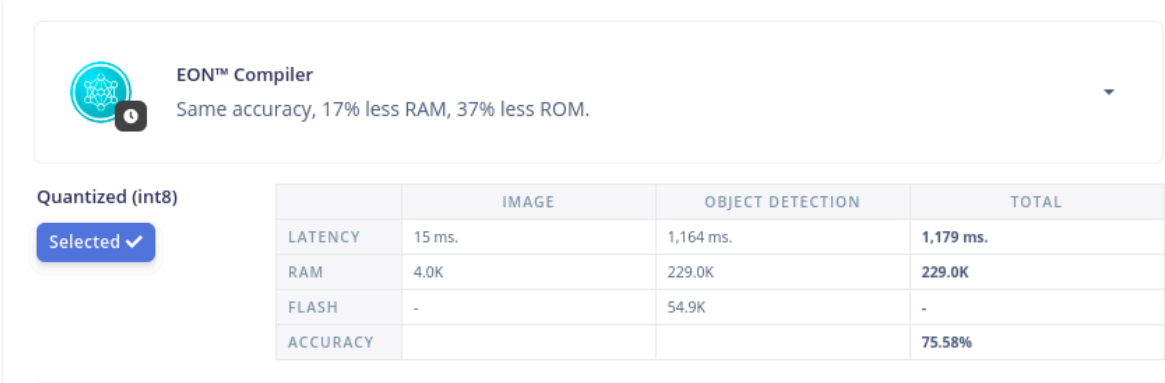 EON™ Compiler
Same accuracy, 17% less RAM, 37% less ROM.
Quantized (int8)
Selected
IMAGE OBJECT DETECTION TOTAL
LATENCY 15 ms. 1,164 ms. 1,179 ms.
RAM 4.0K 229.0K 229.0K
FLASH - 54.9K -
ACCURACY 75.58%